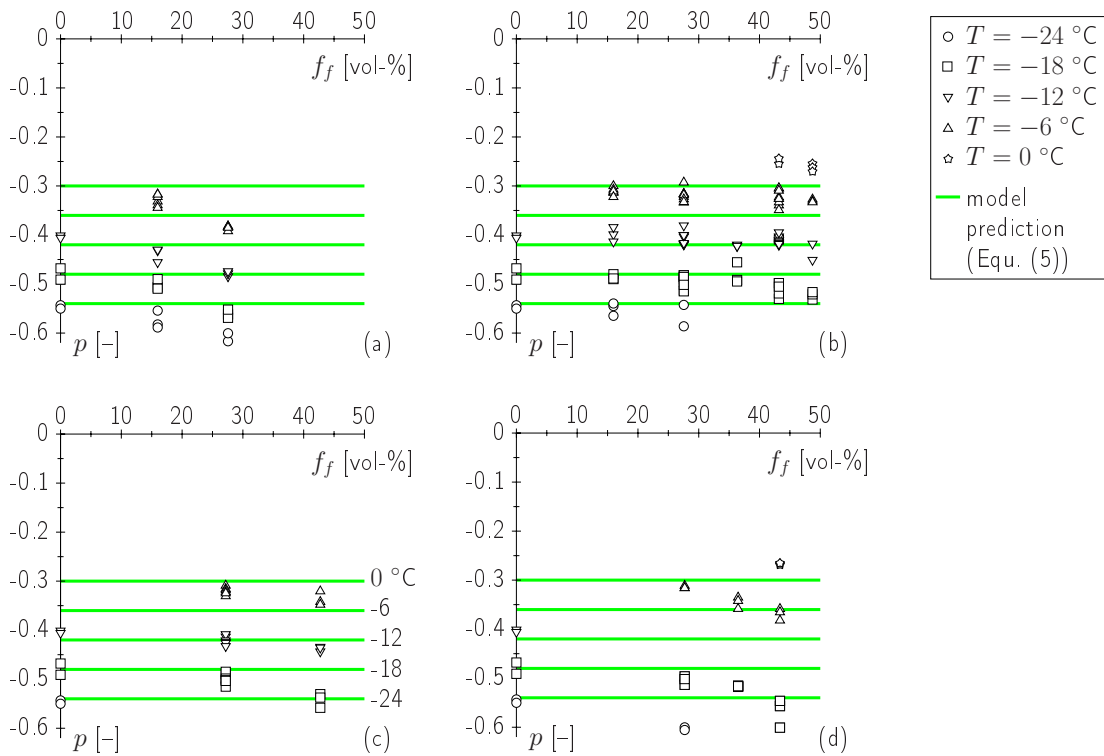 0 10 20 30 40 50
0
f_f [vol-%]
-0.1
-0.2
-0.3
-0.4
-0.5
-0.6
p [–]
(a)
0 10 20 30 40 50
0
f_f [vol-%]
-0.1
-0.2
-0.3
-0.4
-0.5
-0.6
p [–]
(b)
T = −24 °C
T = −18 °C
T = −12 °C
T = −6 °C
T = 0 °C
model
prediction
(Equ. (5))
0 10 20 30 40 50
0
f_f [vol-%]
-0.1
-0.2
-0.3
0 °C
-6
-0.4
-12
-18
-0.5
-24
-0.6
p [–]
(c)
0 10 20 30 40 50
0
f_f [vol-%]
-0.1
-0.2
-0.3
-0.4
-0.5
-0.6
p [–]
(d)